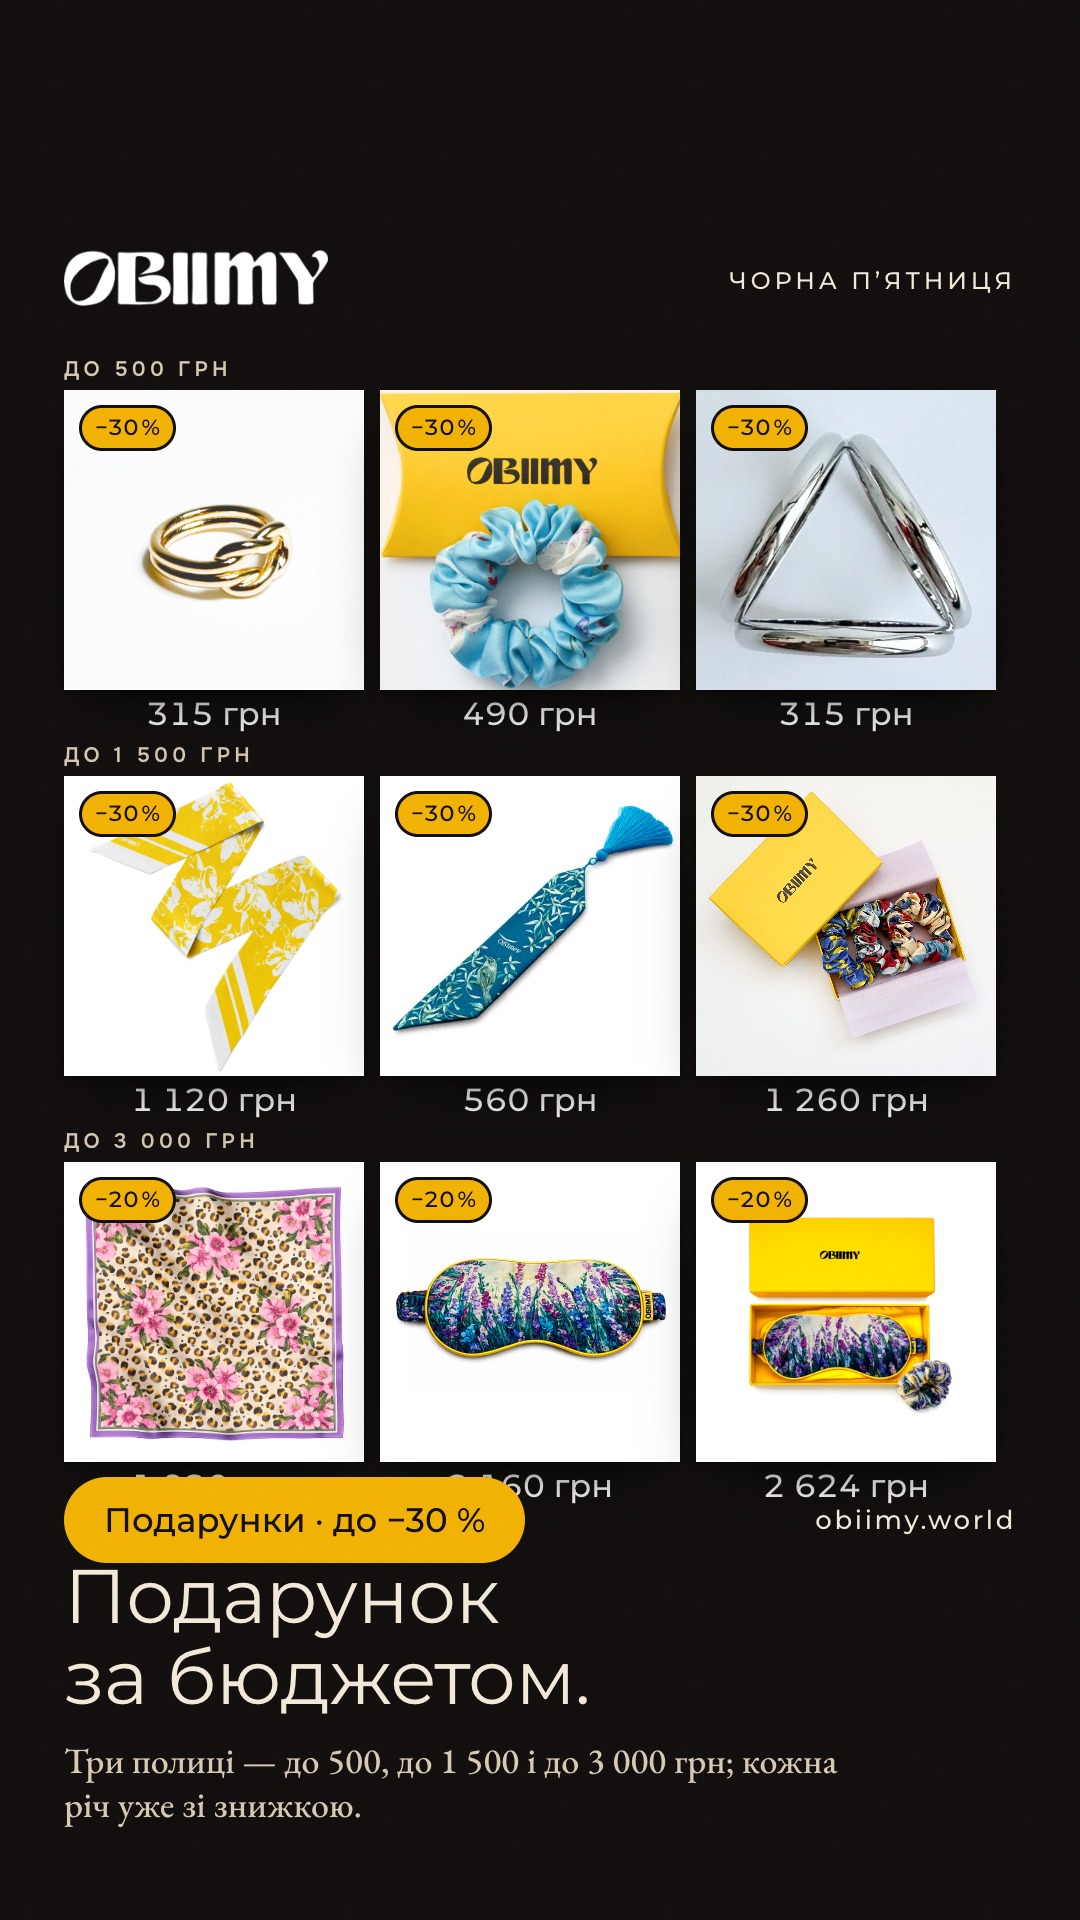 OBIIMY
ЧОРНА П'ЯТНИЦЯ
ДО 500 ГРН
−30%
−30%
−30%
OBIIMY
315 грн
490 грн
315 грн
ДО 1 500 ГРН
−30%
−30%
−30%
OBIIMY
1 120 грн
560 грн
1 260 грн
ДО 3 000 ГРН
−20%
−20%
−20%
OBIIMY
OBIIMY
грн
2 624 грн
Подарунки · до −30 %
obiimy.world
Подарунок
за бюджетом.
Три полиці — до 500, до 1 500 і до 3 000 грн; кожна
річ уже зі знижкою.